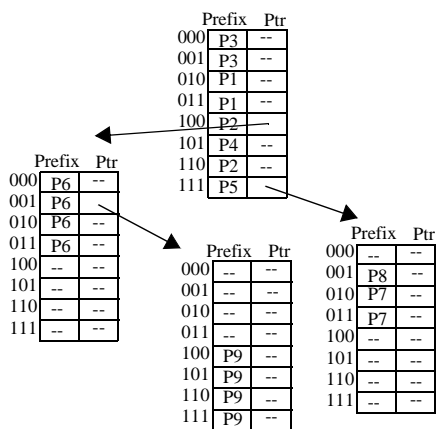 Prefix Ptr
000 P3 --
001 P3 --
010 P1 --
011 P1 --
100 P2
101 P4 --
110 P2 --
111 P5
Prefix Ptr
000 P6 --
001 P6
010 P6 --
011 P6 --
100 -- --
101 -- --
110 -- --
111 -- --
Prefix Ptr
000 -- --
001 -- --
010 -- --
011 -- --
100 P9 --
101 P9 --
110 P9 --
111 P9 --
Prefix Ptr
000 -- --
001 P8 --
010 P7 --
011 P7 --
100 -- --
101 -- --
110 -- --
111 -- --